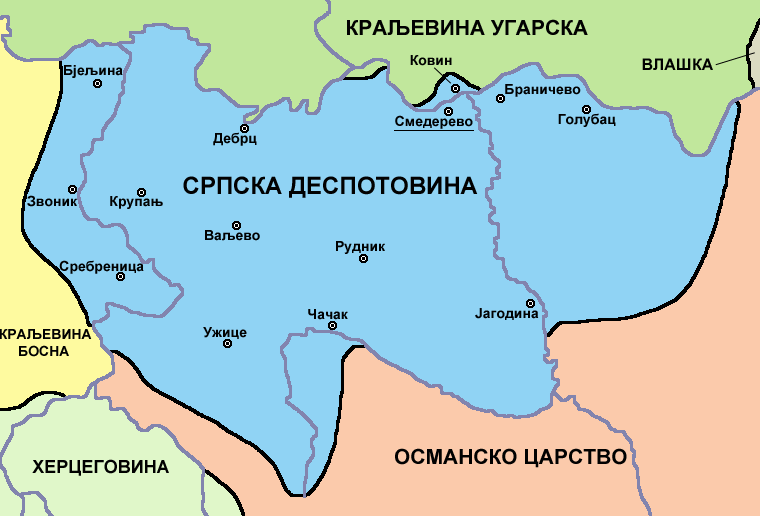 КРАЉЕВИНА УГАРСКА
ВЛАШКА
Ковин
Бјељина
Браничево
Смедерево
Голубац
Дебрц
СРПСКА ДЕСПОТОВИНА
Звоник
Крупањ
Ваљево
Рудник
Сребреница
Чачак
Јагодина
Ужице
КРАЉЕВИНА
БОСНА
ХЕРЦЕГОВИНА
ОСМАНСКО ЦАРСТВО